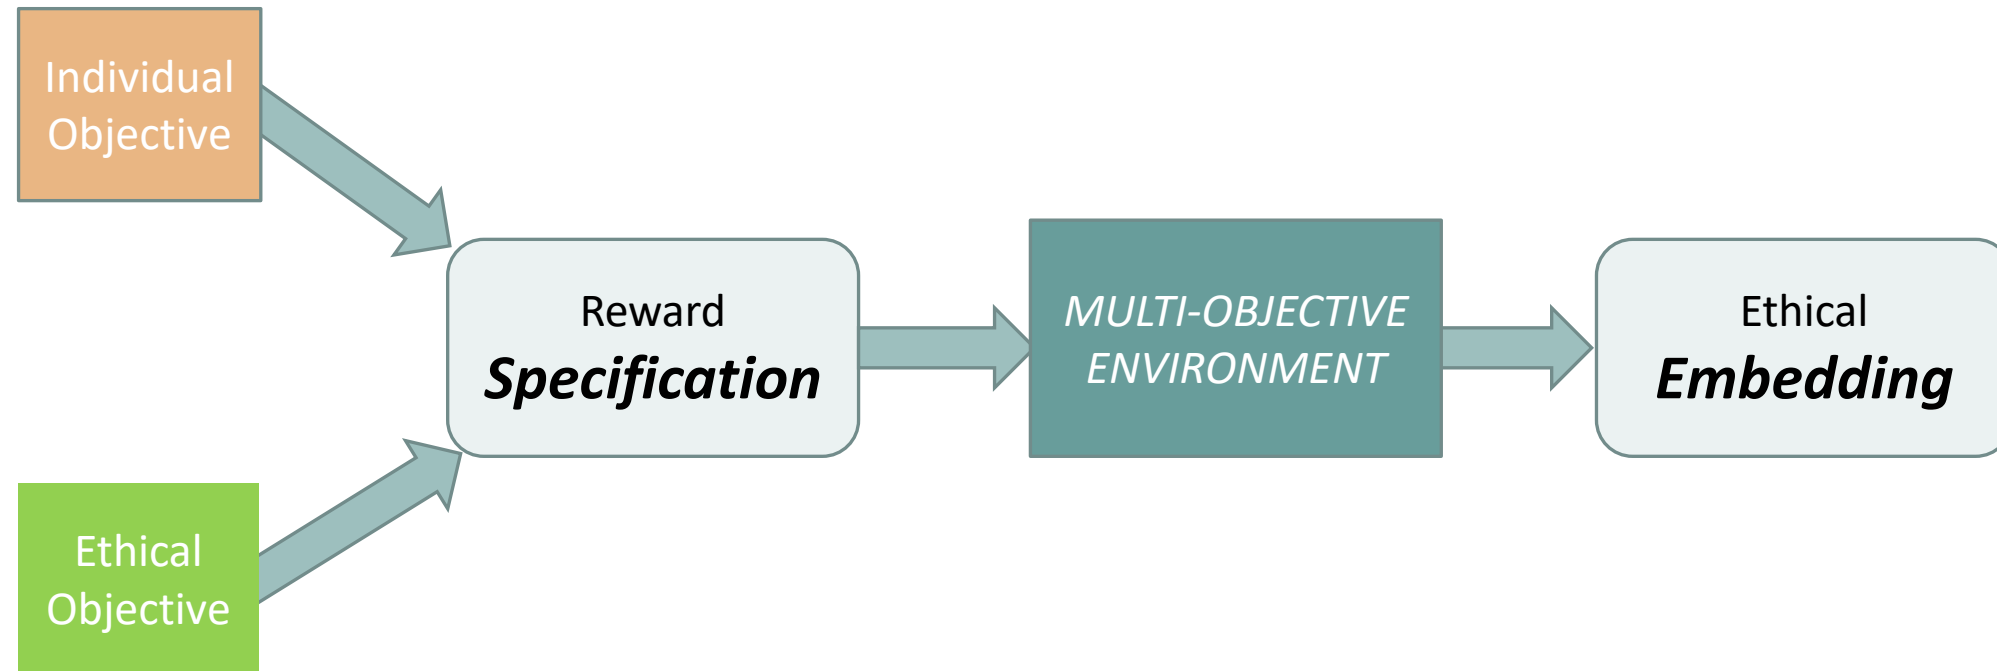 Individual
Objective
Reward
Specification
MULTI-OBJECTIVE
ENVIRONMENT
Ethical
Embedding
Ethical
Objective